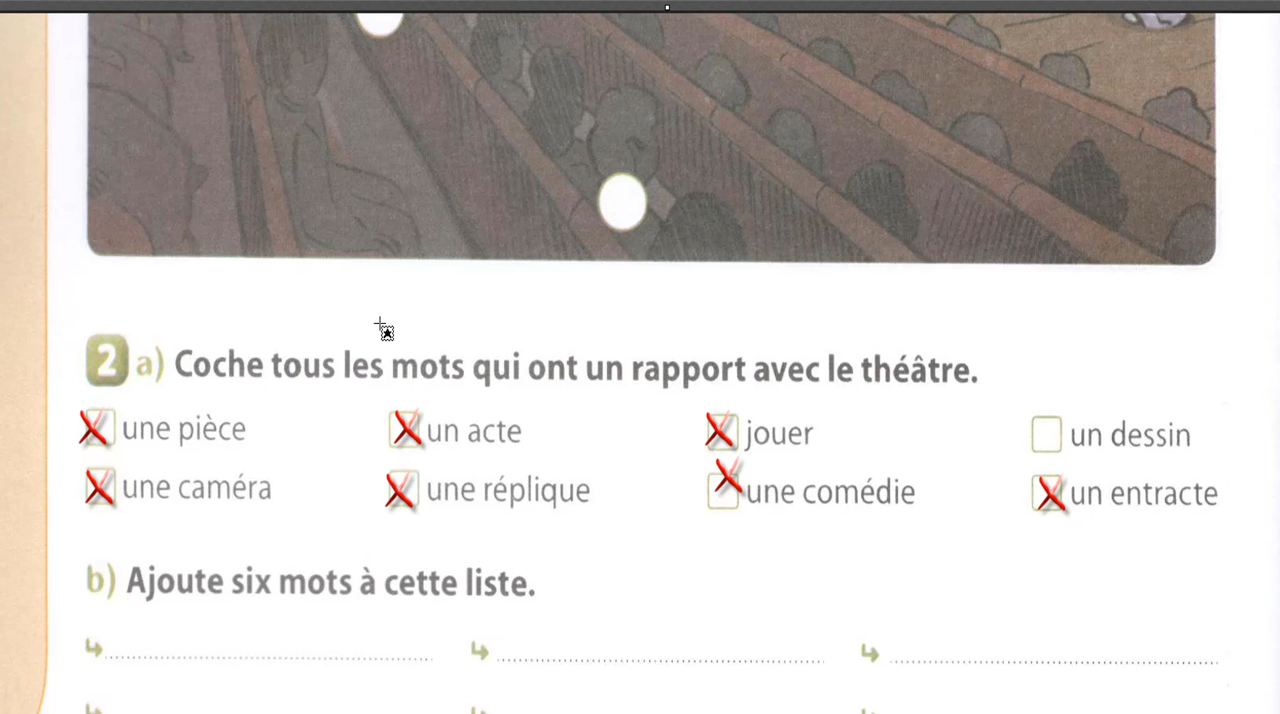 2 a) Coche tous les mots qui ont un rapport avec le théâtre.
une pièce un acte jouer un dessin
une caméra une réplique une comédie un entracte
b) Ajoute six mots à cette liste.